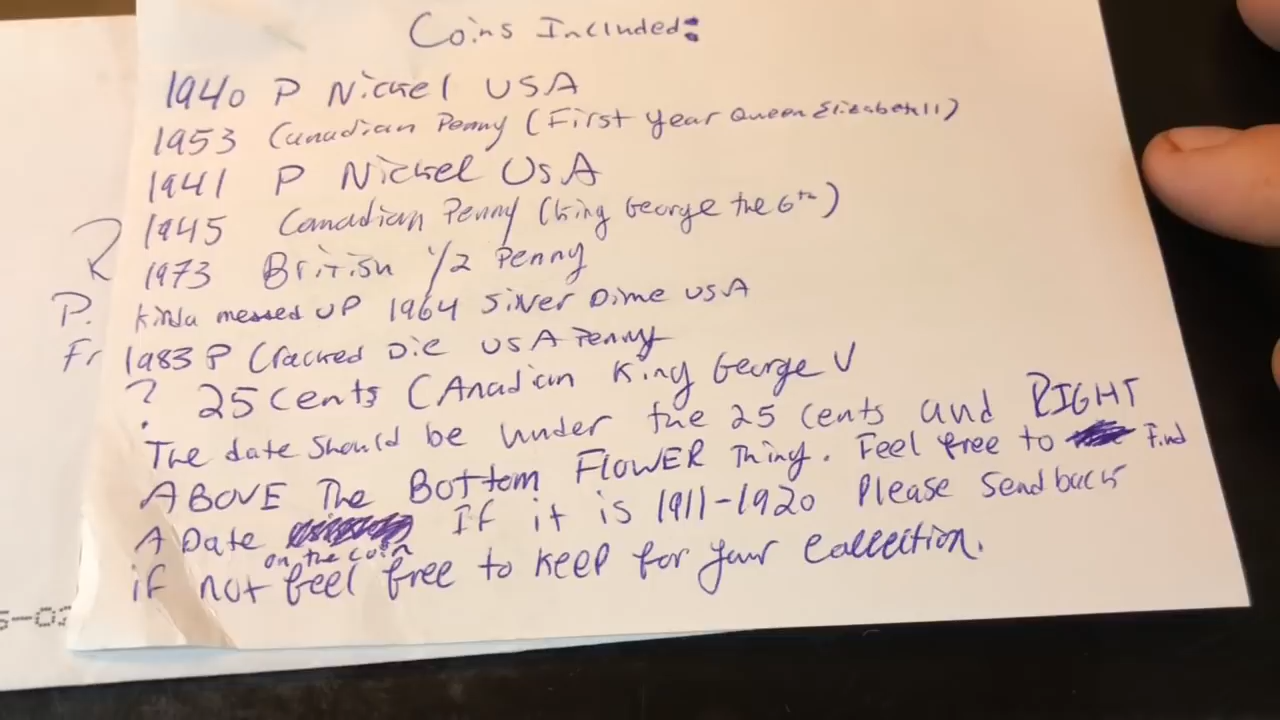 Coins Included:
1940 P Nickel USA
1953 Canadian Penny (First year Queen Elizabeth II)
1941 P Nickel USA
1945 Canadian Penny (King George the 6th)
R 1973 British 1/2 Penny
P. Kinda messed UP 1964 Silver Dime USA
Fr 1983 P Cracked Die USA Penny
? 25 cents CAnadian King George V
The date should be under the 25 cents and RIGHT
ABOVE The Bottom FLOWER Thing. Feel free to Find
A Date on the coin If it is 1911-1920 Please Send back
if not feel free to keep for your collection.